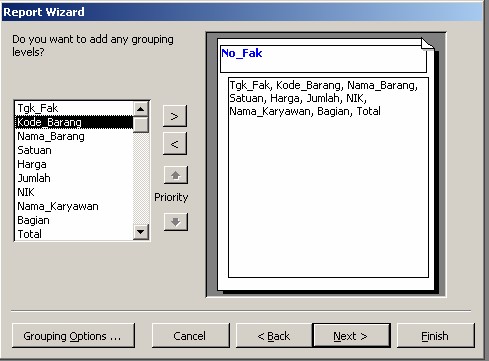 Report Wizard
Do you want to add any grouping
levels?
Tgk_Fak
Kode_Barang
Nama_Barang
Satuan
Harga
Jumlah
NIK
Nama_Karyawan
Bagian
Total
>
<
Priority
No_Fak
Tgk_Fak, Kode_Barang, Nama_Barang,
Satuan, Harga, Jumlah, NIK,
Nama_Karyawan, Bagian, Total
Grouping Options ...
Cancel
< Back
Next >
Finish